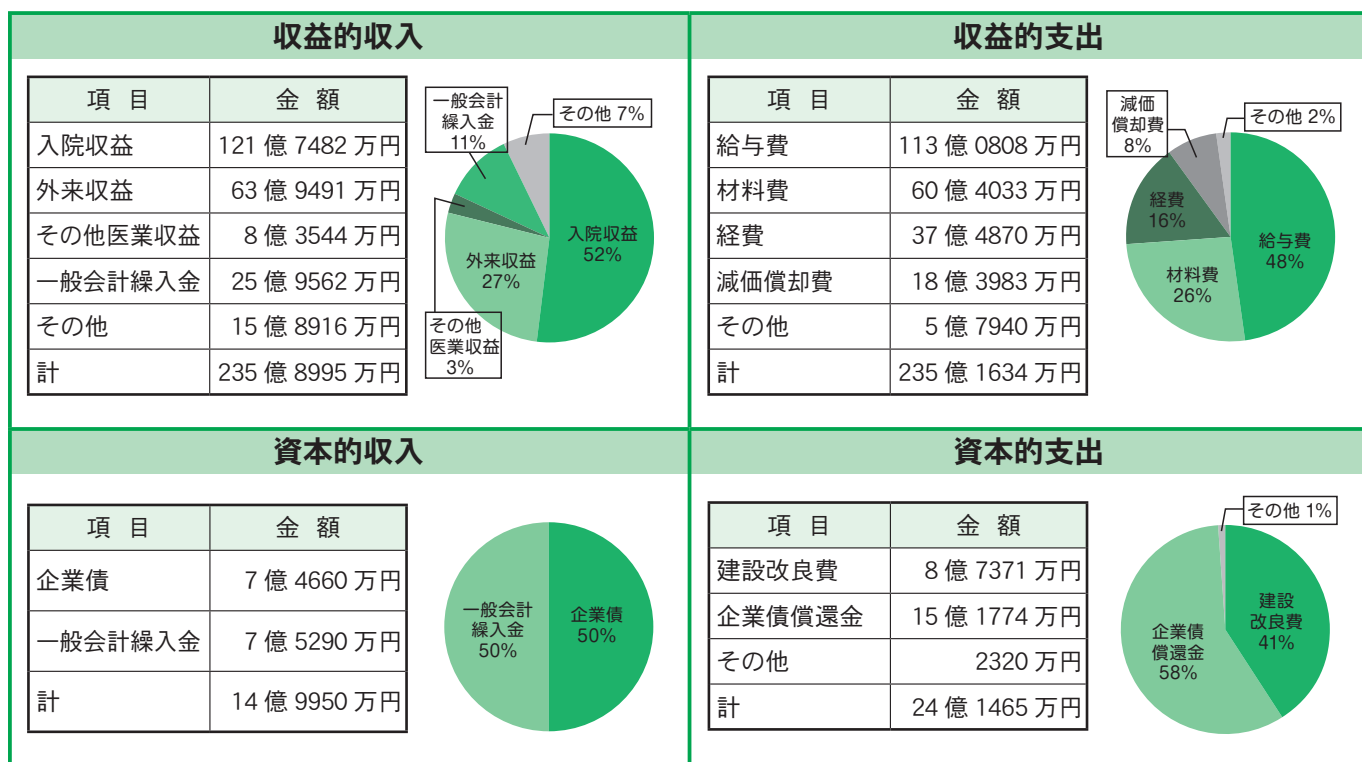 収益的収入
項 目 金 額
入院収益 121 億 7482 万円
外来収益 63 億 9491 万円
その他医業収益 8 億 3544 万円
一般会計繰入金 25 億 9562 万円
その他 15 億 8916 万円
計 235 億 8995 万円
一般会計
繰入金
11%
その他 7%
入院収益
52%
外来収益
27%
その他
医業収益
3%
収益的支出
項 目 金 額
給与費 113 億 0808 万円
材料費 60 億 4033 万円
経費 37 億 4870 万円
減価償却費 18 億 3983 万円
その他 5 億 7940 万円
計 235 億 1634 万円
減価
償却費
8%
その他 2%
経費
16%
給与費
48%
材料費
26%
資本的収入
項 目 金 額
企業債 7 億 4660 万円
一般会計繰入金 7 億 5290 万円
計 14 億 9950 万円
一般会計
繰入金
50%
企業債
50%
資本的支出
項 目 金 額
建設改良費 8 億 7371 万円
企業債償還金 15 億 1774 万円
その他 2320 万円
計 24 億 1465 万円
その他 1%
建設
改良費
41%
企業債
償還金
58%